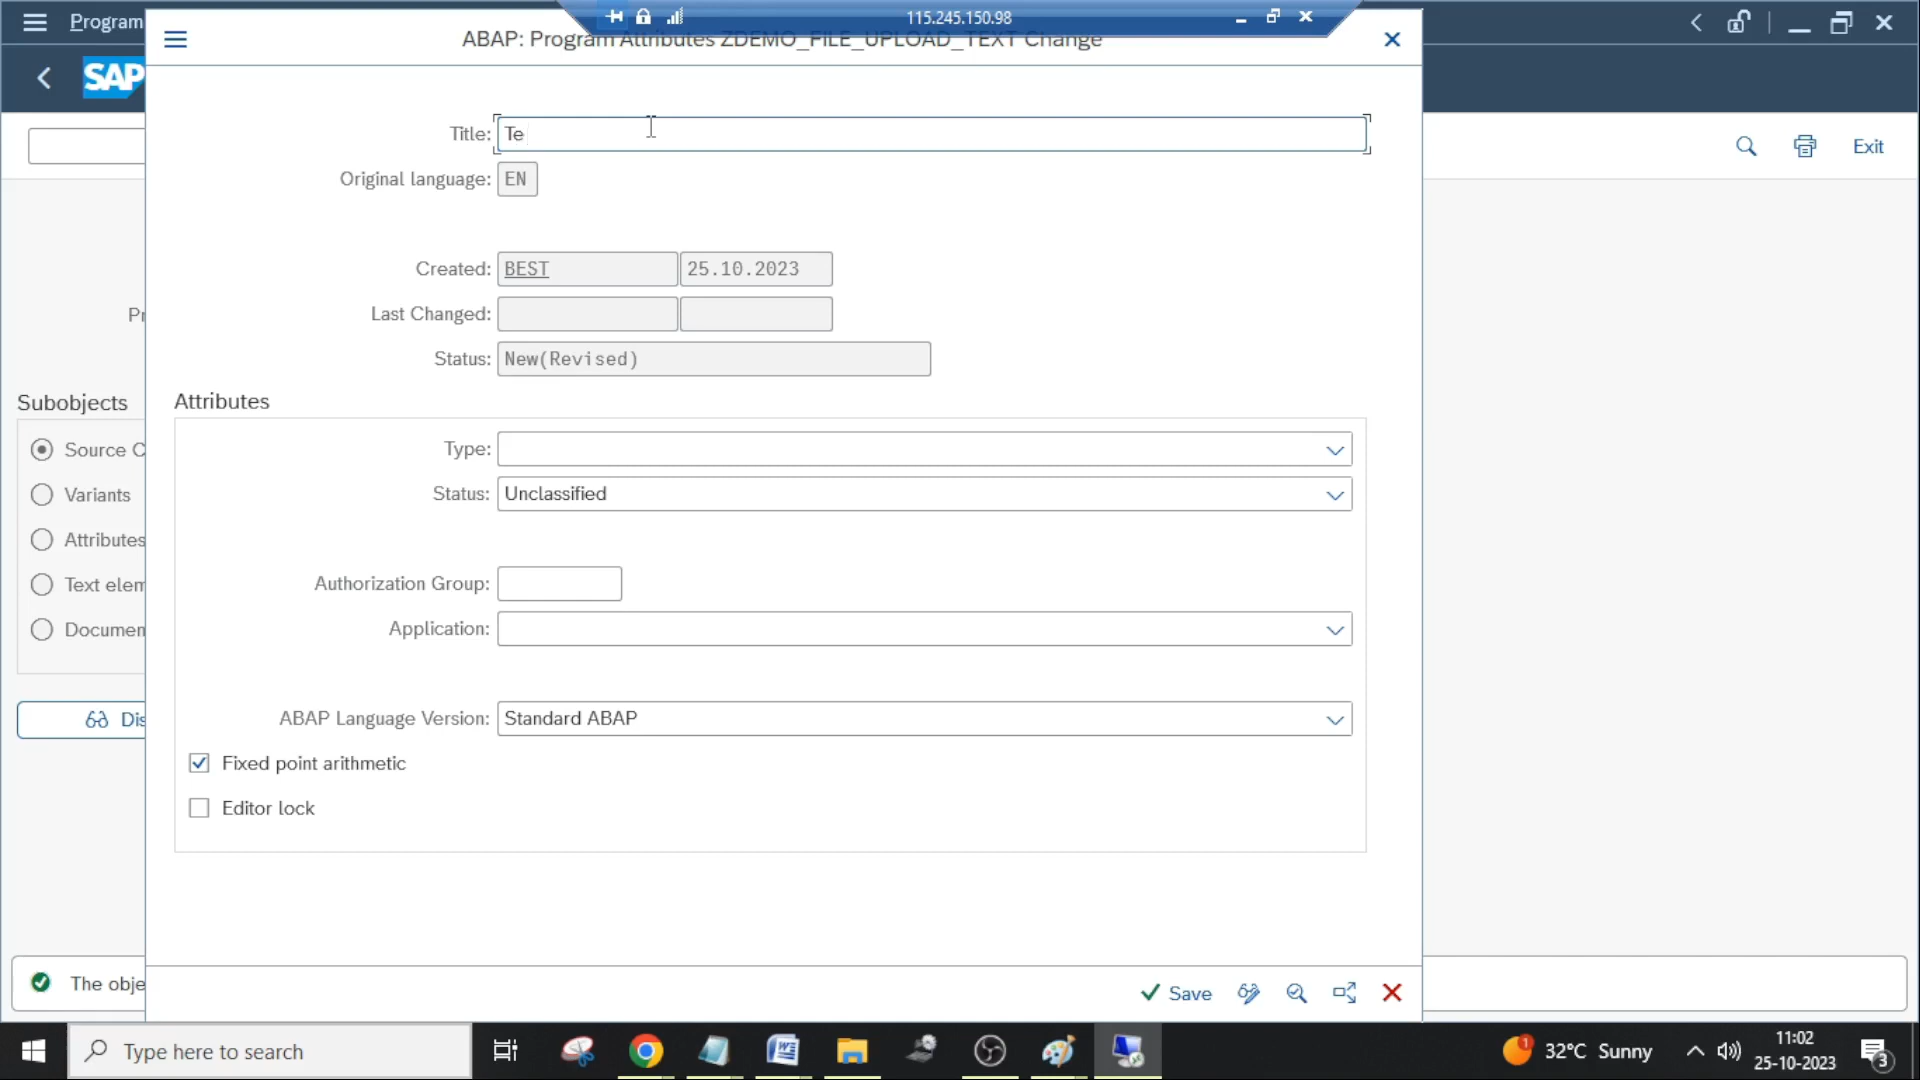 Program
115.245.150.98
ABAP: Program Attributes ZDEMO_FILE_UPLOAD_TEXT Change
SAP
Title: Te
Exit
Original language: EN
Created: BEST 25.10.2023
Last Changed:
Pr
Status: New(Revised)
Subobjects
Attributes
Source C
Type:
Variants
Status: Unclassified
Attributes
Text elem
Authorization Group:
Documen
Application:
Dis
ABAP Language Version: Standard ABAP
Fixed point arithmetic
Editor lock
The obje
Save
Type here to search
1
32°C Sunny
11:02
25-10-2023
3